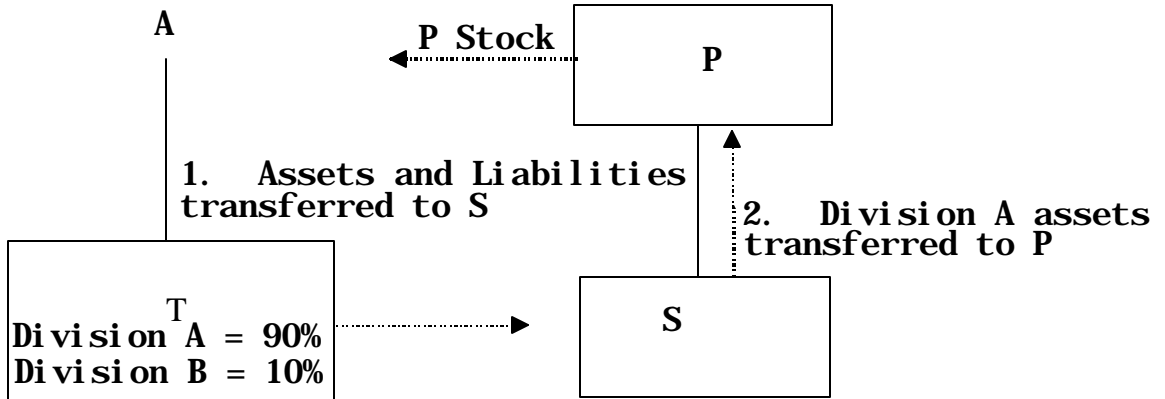 A
P Stock
P
1. Assets and Liabilities
transferred to S
2. Division A assets
transferred to P
T
Division A = 90%
Division B = 10%
S